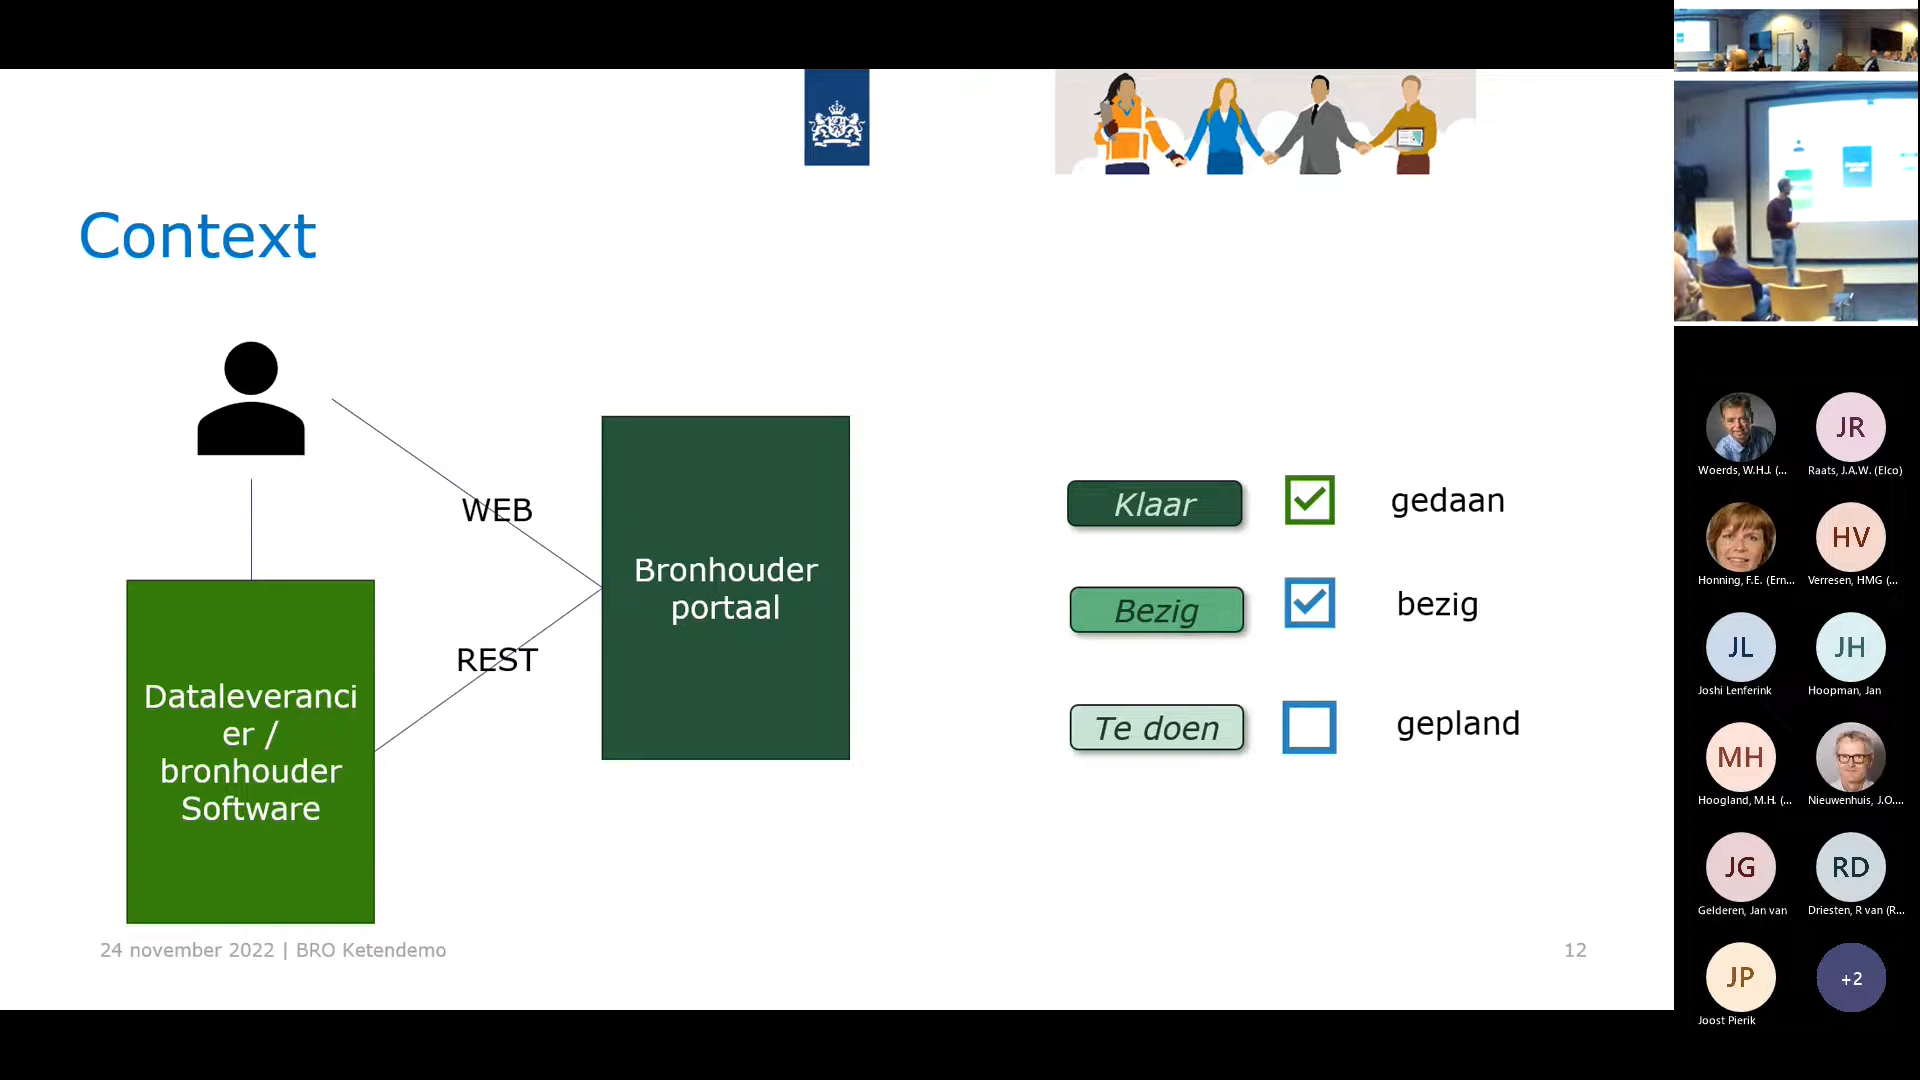 Context
WEB
REST
Dataleveranci
er /
bronhouder
Software
Bronhouder
portaal
Klaar
gedaan
Bezig
bezig
Te doen
gepland
24 november 2022 | BRO Ketendemo
12
Woerds, W.H.J. (...
JR
Raats, J.A.W. (Elco)
Honning, F.E. (Ern...
HV
Verresen, HMG (...
JL
Joshi Lenferink
JH
Hoopman, Jan
MH
Hoogland, M.H. (...
Nieuwenhuis, J.O....
JG
Gelderen, Jan van
RD
Driesten, R van (R...
JP
Joost Pierik
+2